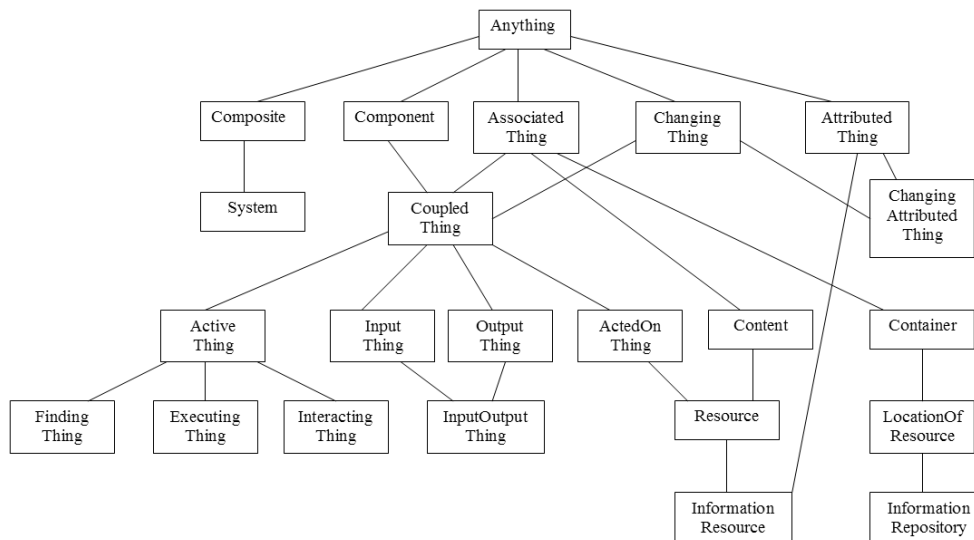 Anything
Composite
Component
Associated
Thing
Changing
Thing
Attributed
Thing
System
Coupled
Thing
Changing
Attributed
Thing
Active
Thing
Input
Thing
Output
Thing
ActedOn
Thing
Content
Container
Finding
Thing
Executing
Thing
Interacting
Thing
InputOutput
Thing
Resource
LocationOf
Resource
Information
Resource
Information
Repository